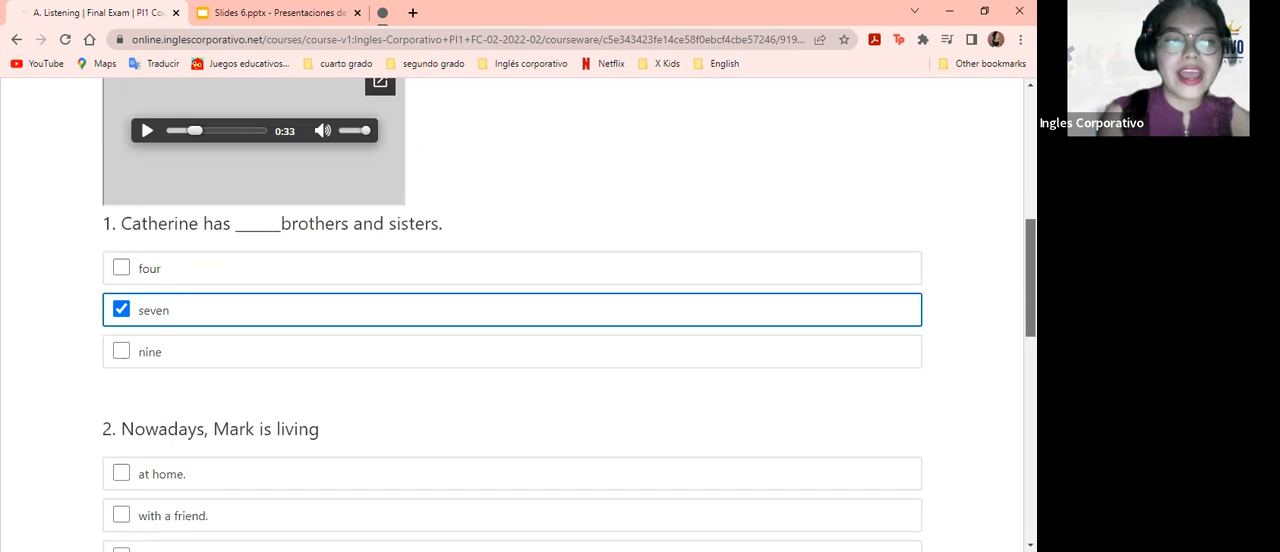 A. Listening | Final Exam | PI1 Co
Slides 6.pptx - Presentaciones de
online.inglescorporativo.net/courses/course-v1:Ingles-Corporativo+PI1+FC-02-2022-02/courseware/c5e343423fe14ce58f0ebcf4cbe57246/919...
YouTube
Maps
Traducir
Juegos educativos...
cuarto grado
segundo grado
Inglés corporativo
Netflix
X Kids
English
Other bookmarks
0:33
Ingles Corporativo
1. Catherine has _____brothers and sisters.
four
seven
nine
2. Nowadays, Mark is living
at home.
with a friend.